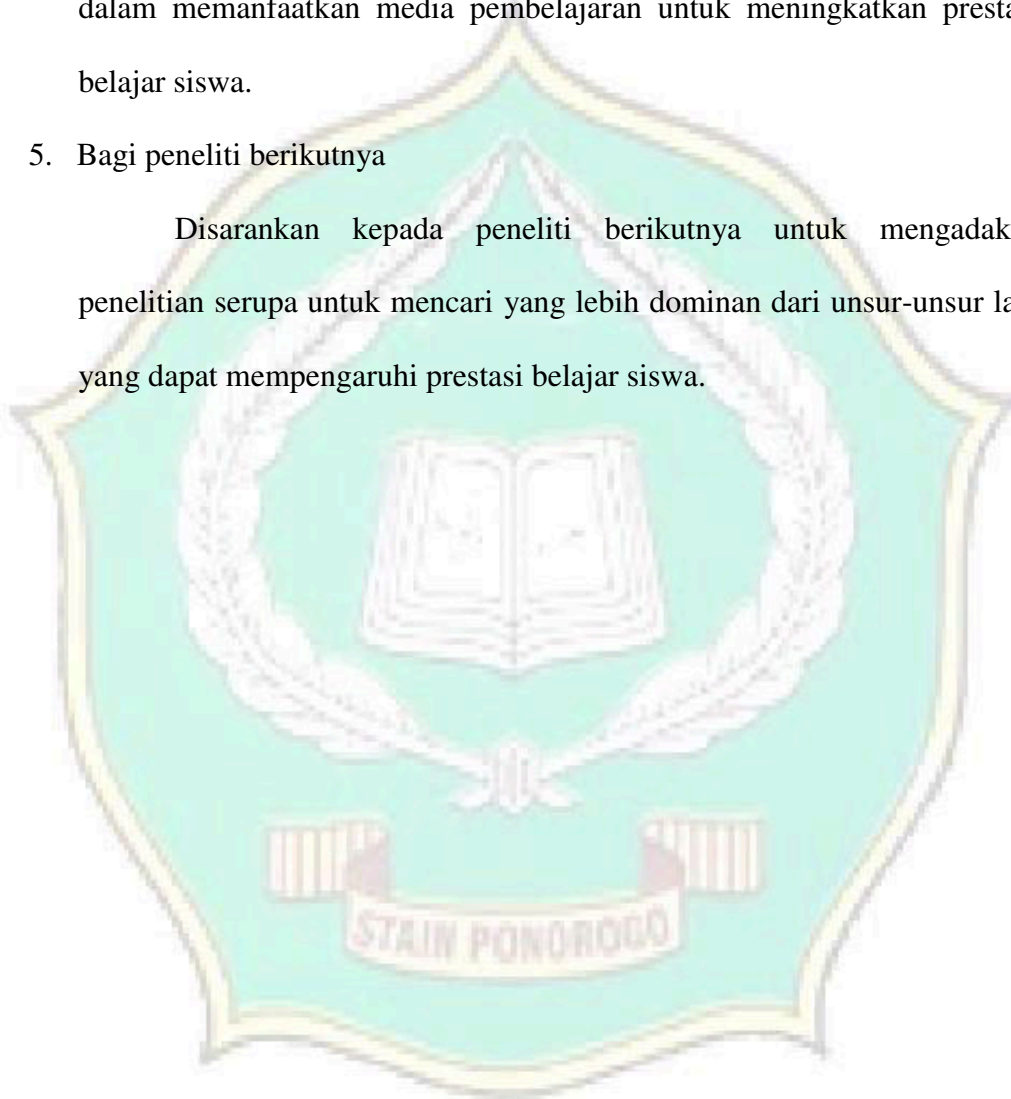 dalam memanfaatkan media pembelajaran untuk meningkatkan presta
belajar siswa.
5. Bagi peneliti berikutnya
Disarankan kepada peneliti berikutnya untuk mengadak
penelitian serupa untuk mencari yang lebih dominan dari unsur-unsur la
yang dapat mempengaruhi prestasi belajar siswa.
STAIN PONOROGO